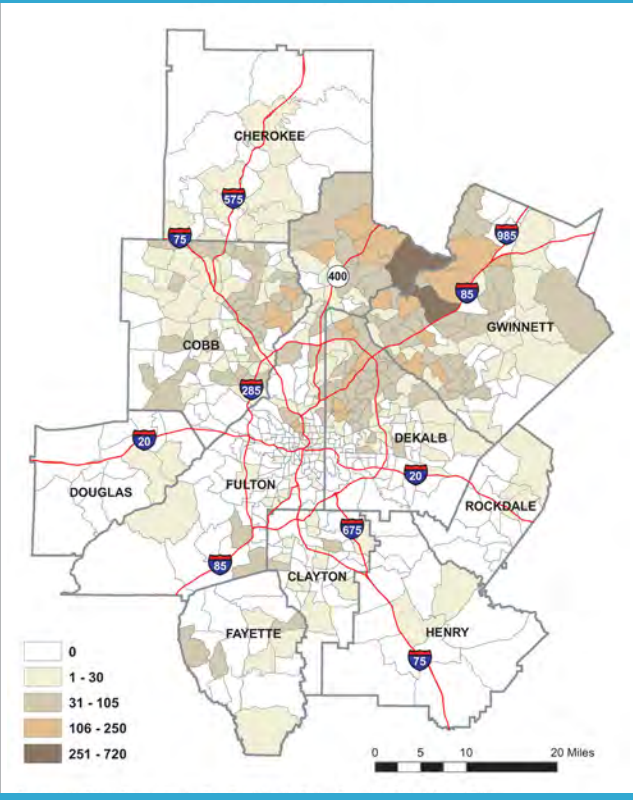 CHEROKEE
575
75
985
400
85
GWINNETT
COBB
285
20
DEKALB
DOUGLAS
FULTON
20
ROCKDALE
675
85
CLAYTON
FAYETTE
HENRY
75
0
1 - 30
31 - 105
106 - 250
251 - 720
0 5 10 20 Miles